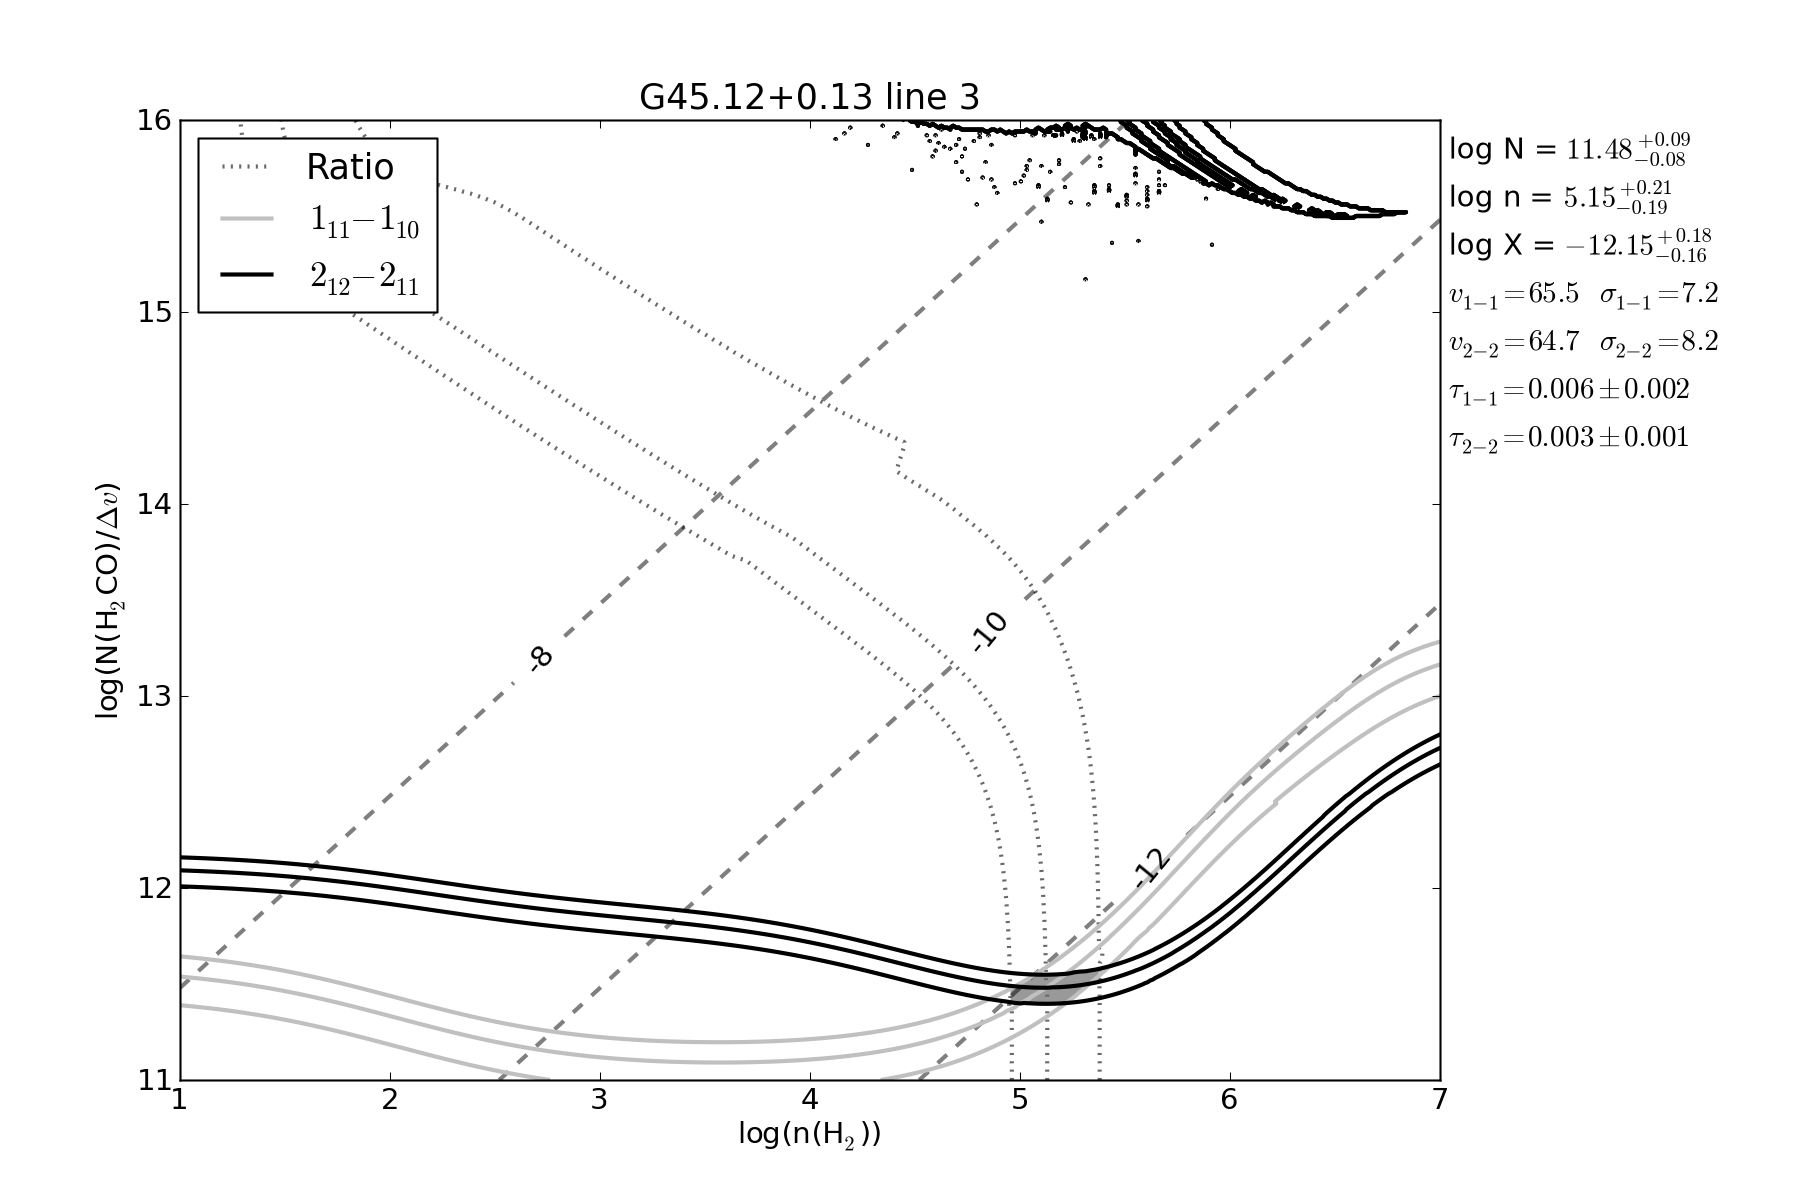 G45.12+0.13 line 3
16
15
14
13
12
11
log(N(H₂CO)/Δv)
Ratio
1₁₁−1₁₀
2₁₂−2₁₁
-8
-10
-12
1 2 3 4 5 6 7
log(n(H₂))
log N = 11.48 +0.09 −0.08
log n = 5.15 +0.21 −0.19
log X = −12.15 +0.18 −0.16
v₁₋₁=65.5 σ₁₋₁=7.2
v₂₋₂=64.7 σ₂₋₂=8.2
τ₁₋₁=0.006±0.002
τ₂₋₂=0.003±0.001